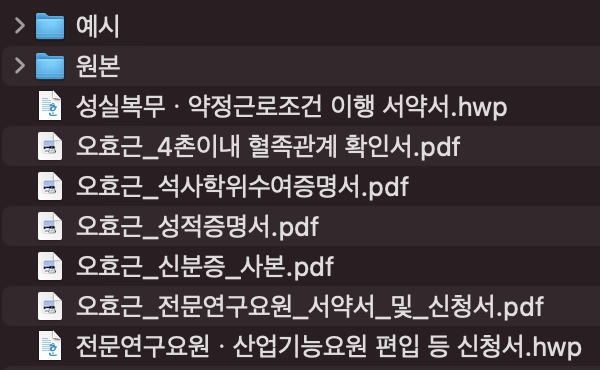 예시
원본
성실복무ㆍ약정근로조건 이행 서약서.hwp
오효근_4촌이내 혈족관계 확인서.pdf
오효근_석사학위수여증명서.pdf
오효근_성적증명서.pdf
오효근_신분증_사본.pdf
오효근_전문연구요원_서약서_및_신청서.pdf
전문연구요원ㆍ산업기능요원 편입 등 신청서.hwp